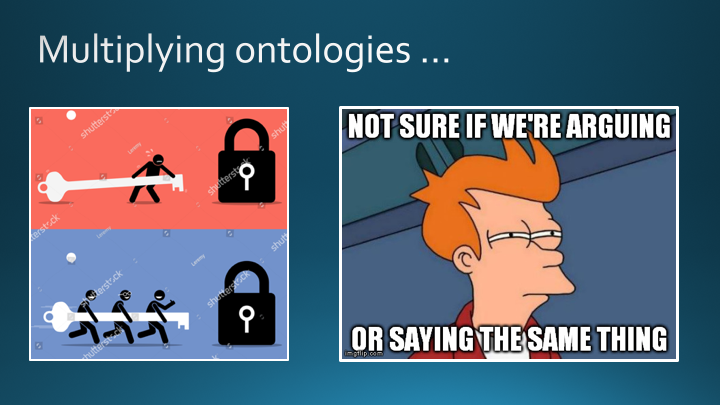 Multiplying ontologies ...
shutterstock
shutterstock
shutterstock
shutterstock
shutterstock
shutterstock
NOT SURE IF WE'RE ARGUING
OR SAYING THE SAME THING
imgflip.com